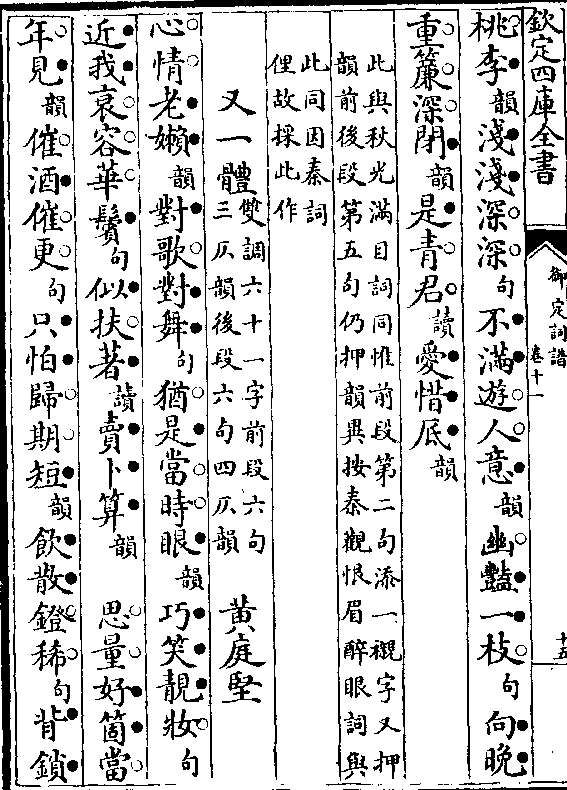 欽定四庫全書
御定詞譜
卷十一
十五
桃李韻淺淺深深句不滿遊人意韻幽豔一枝句向晚
重簾深閉韻是青君讀愛惜底韻
此與秋光滿目詞同惟前段第二句添一襯字又押
韻前後段第五句仍押韻異按秦觀恨眉醉眼詞與
此同因秦詞
俚故採此作
又一體雙調六十一字前段六句
三仄韻後段六句四仄韻
黃庭堅
心情老嬾韻對歌對舞句猶是當時眼韻巧笑靚妝句
近我衰容華鬢句似扶著讀賣卜算韻 思量好箇當
年見韻催酒催更句只怕歸期短韻飲散鐙稀句背鎖